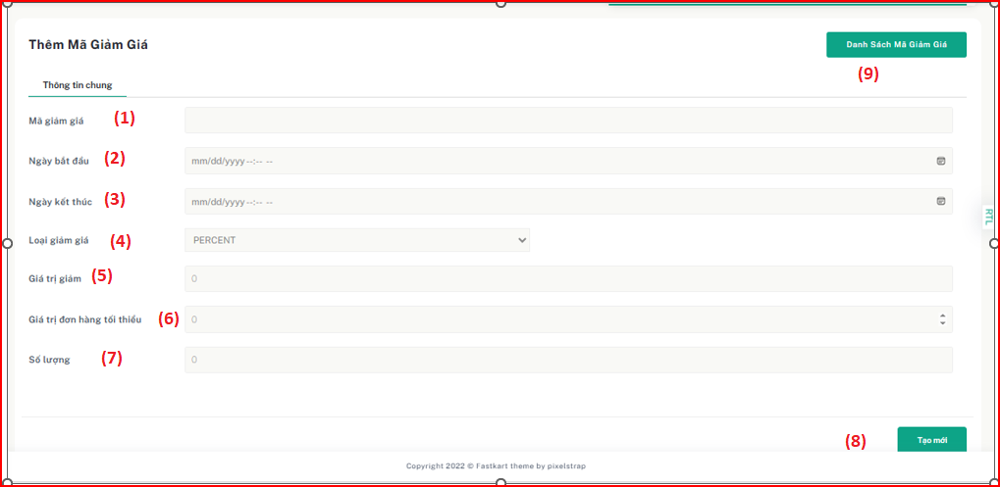 Thêm Mã Giảm Giá
Danh Sách Mã Giảm Giá
(9)
Thông tin chung
Mã giảm giá (1)
Ngày bắt đầu (2) mm/dd/yyyy --:-- --
Ngày kết thúc (3) mm/dd/yyyy --:-- --
RTL
Loại giảm giá (4) PERCENT
Giá trị giảm (5) 0
Giá trị đơn hàng tối thiểu (6) 0
Số lượng (7) 0
(8) Tạo mới
Copyright 2022 © Fastkart theme by pixelstrap